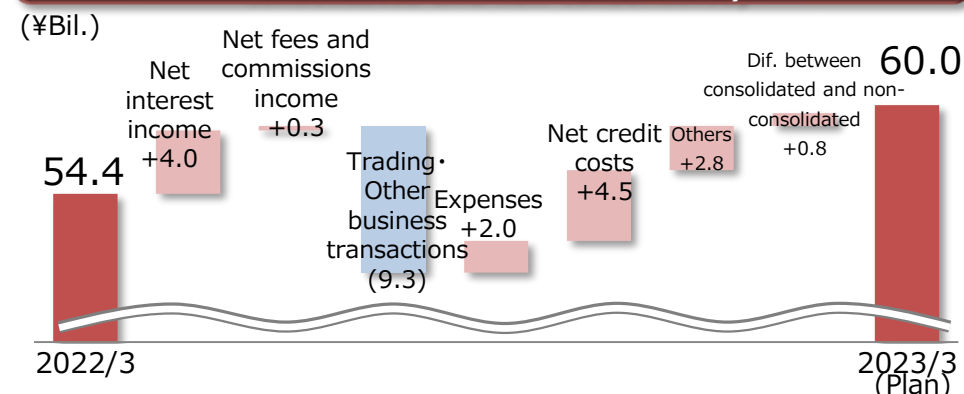 (¥Bil.)
54.4
Net
interest
income
+4.0
Net fees and
commissions
income
+0.3
Trading・
Other
business
transactions
(9.3)
Expenses
+2.0
Net credit
costs
+4.5
Others
+2.8
Dif. between
consolidated and non-
consolidated
+0.8
60.0
2022/3
2023/3
(Plan)